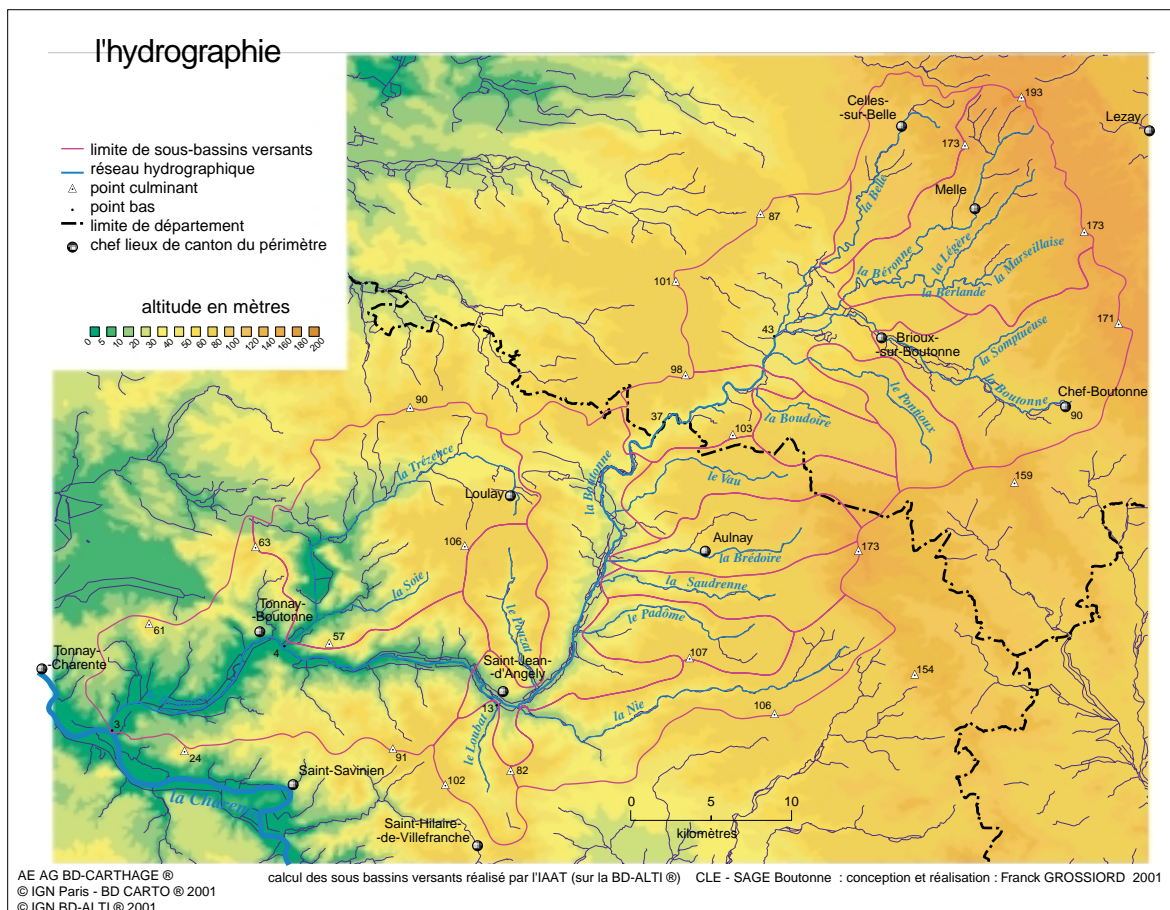 l'hydrographie
limite de sous-bassins versants
réseau hydrographique
point culminant
point bas
limite de département
chef lieux de canton du périmètre
altitude en mètres
0 5 10 20 30 40 50 60 80 100 120 140 160 180 200
Celles-
-sur-Belle
193
Lezay
173
Melle
la Belle
87
173
la Légère
la Béronne
la Marseillaise
101
la Berlande
171
43
Brioux-
-sur-Boutonne
la Somptueuse
98
la Boutonne
Chef-Boutonne
90
le Pontioux
90
37
la Boudoire
103
la Trézence
la Boutonne
le Vau
159
Loulay
106
63
Aulnay
la Brédoire
173
la Soie
la Saudrenne
le Pouzat
le Padôme
Tonnay-
Boutonne
61
57
4
Tonnay-
-Charente
107
Saint-Jean-
-d'Angely
154
13
la Nie
106
3
le Loubat
24
91
82
102
Saint-Savinien
la Charen
0 5 10
kilomètres
Saint-Hilaire-
-de-Villefranche
AE AG BD-CARTHAGE ®
© IGN Paris - BD CARTO ® 2001
© IGN BD-ALTI ® 2001
calcul des sous bassins versants réalisé par l'IAAT (sur la BD-ALTI ®) CLE - SAGE Boutonne : conception et réalisation : Franck GROSSIORD 2001